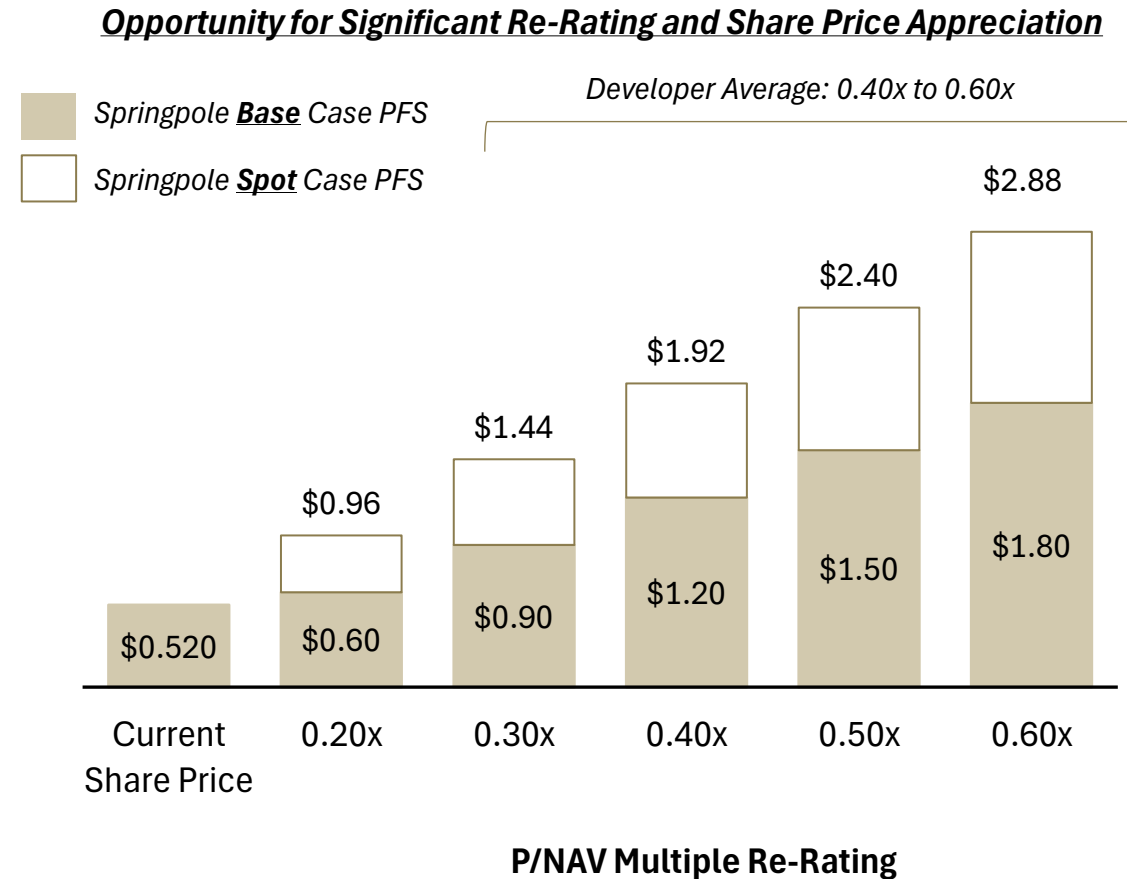 Opportunity for Significant Re-Rating and Share Price Appreciation
Developer Average: 0.40x to 0.60x
Springpole Base Case PFS
Springpole Spot Case PFS
$2.88
$2.40
$1.92
$1.44
$0.96
$0.520
$0.60
$0.90
$1.20
$1.50
$1.80
Current
Share Price
0.20x
0.30x
0.40x
0.50x
0.60x
P/NAV Multiple Re-Rating